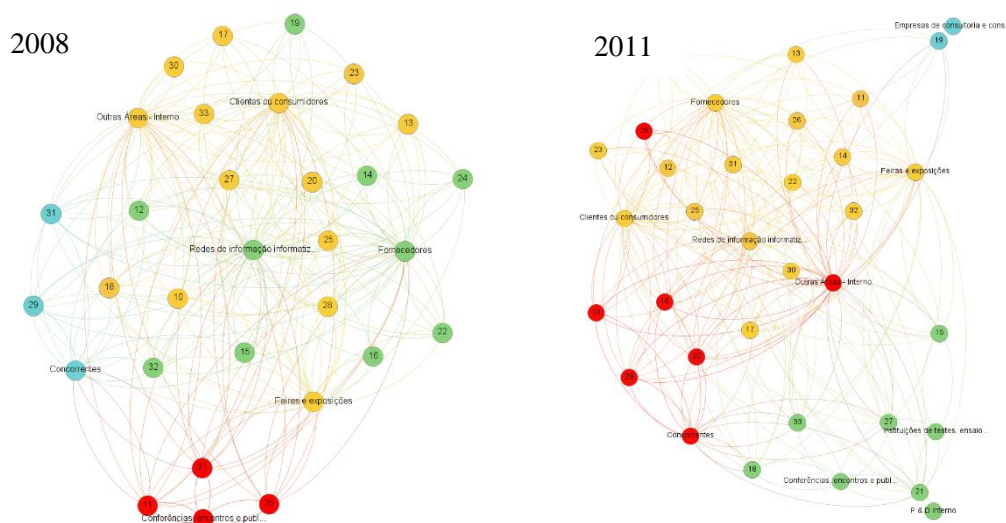 2008
19
17
30
23
Clientes ou consumidores
33
Outras Áreas - Interno
13
14
27
20
24
12
31
25
Redes de informação informatiz...
Fornecedores
18
10
29
28
22
15
16
32
Concorrentes
Feiras e exposições
21
11
26
Conferências, encontros e publ...
2011
Empresas de consultoria e cons
19
13
Fornecedores
11
26
28
23
14
12
31
Feiras e exposições
22
25
32
Clientes ou consumidores
Redes de informação informatiz...
30
Outras Áreas - Interno
16
10
17
15
20
29
33
27
Concorrentes
Instituições de testes, ensaio...
18
Conferências, encontros e publ...
21
P & D Interno